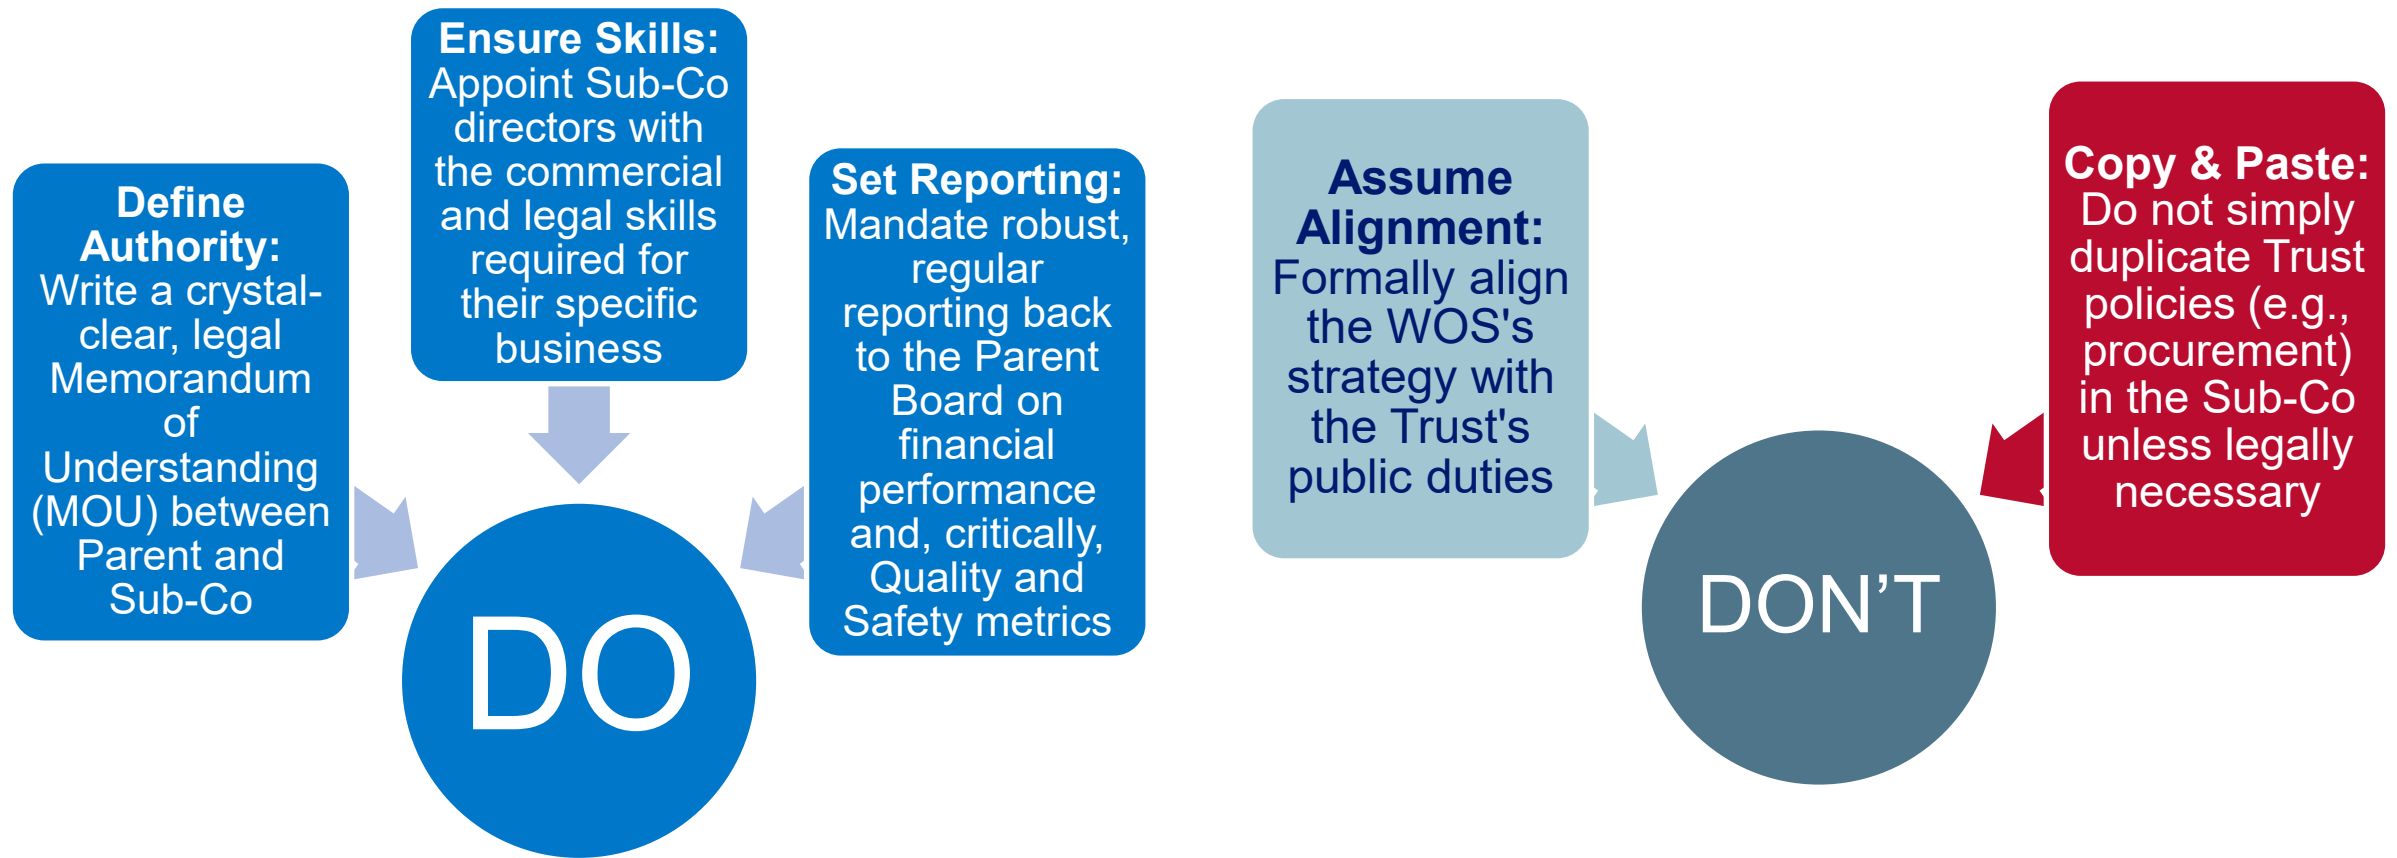 Define
Authority:
Write a crystal-
clear, legal
Memorandum
of
Understanding
(MOU) between
Parent and
Sub-Co
Ensure Skills:
Appoint Sub-Co
directors with
the commercial
and legal skills
required for
their specific
business
Set Reporting:
Mandate robust,
regular
reporting back
to the Parent
Board on
financial
performance
and, critically,
Quality and
Safety metrics
DO
Assume
Alignment:
Formally align
the WOS's
strategy with
the Trust's
public duties
Copy & Paste:
Do not simply
duplicate Trust
policies (e.g.,
procurement)
in the Sub-Co
unless legally
necessary
DON’T